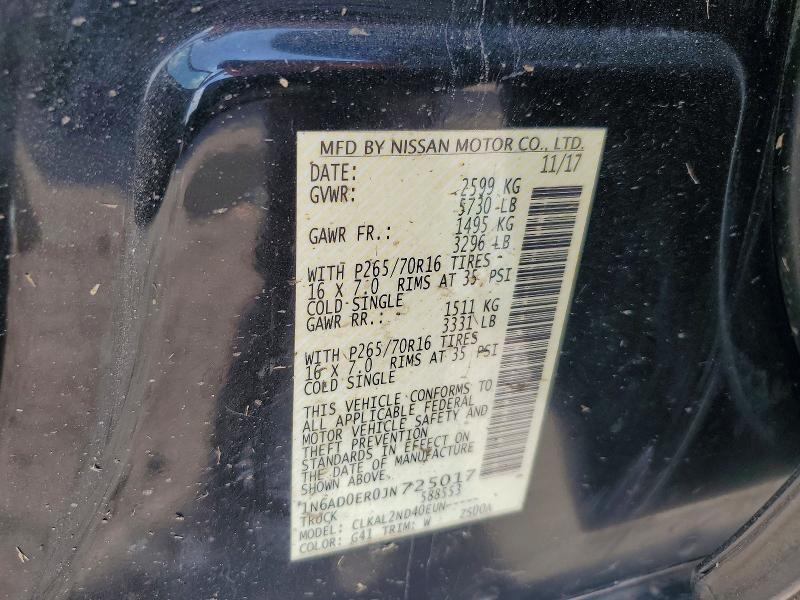 MFD BY NISSAN MOTOR CO., LTD.
DATE: 11/17
GVWR: 2599 KG
5730 LB
GAWR FR.: 1495 KG
3296 LB
WITH P265/70R16 TIRES
16 X 7.0 RIMS AT 35 PSI
COLD SINGLE
GAWR RR.: 1511 KG
3331 LB
WITH P265/70R16 TIRES
16 X 7.0 RIMS AT 35 PSI
COLD SINGLE
THIS VEHICLE CONFORMS TO
ALL APPLICABLE FEDERAL
MOTOR VEHICLE SAFETY AND
THEFT PREVENTION
STANDARDS IN EFFECT ON
THE DATE OF MANUFACTURE
SHOWN ABOVE.
1N6AD0ER0JN725017
TRUCK 588553
MODEL: CLKAL2ND40EUN-----
COLOR: G41 TRIM: W 2500A